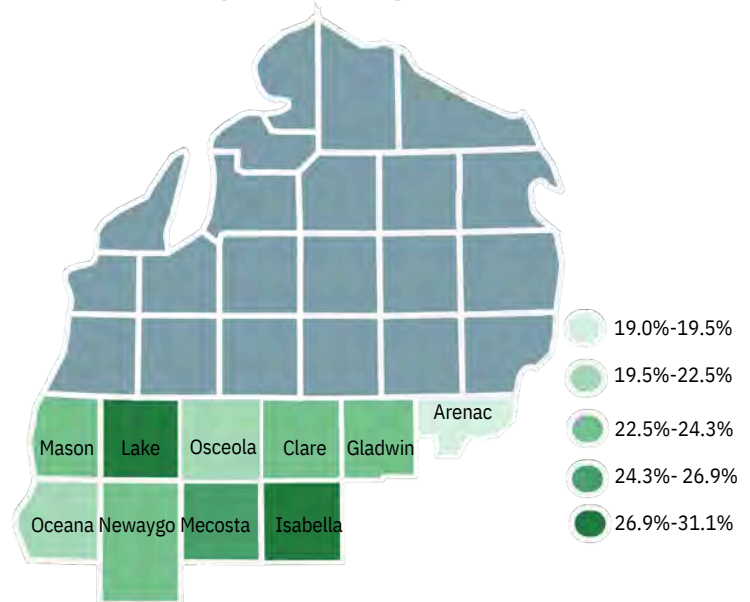 19.0%-19.5%
19.5%-22.5%
Arenac
22.5%-24.3%
Mason Lake Osceola Clare Gladwin
24.3%- 26.9%
Oceana Newaygo Mecosta Isabella
26.9%-31.1%